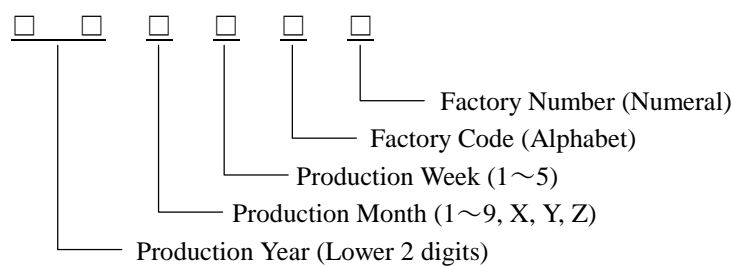 □ □ □ □ □ □
Factory Number (Numeral)
Factory Code (Alphabet)
Production Week (1～5)
Production Month (1～9, X, Y, Z)
Production Year (Lower 2 digits)